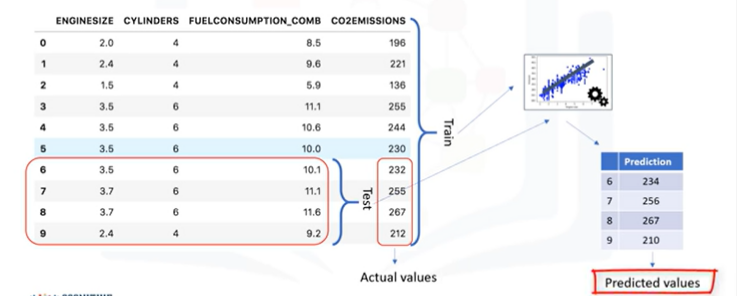 ENGINESIZE CYLINDERS FUELCONSUMPTION_COMB CO2EMISSIONS
0 2.0 4 8.5 196
1 2.4 4 9.6 221
2 1.5 4 5.9 136
3 3.5 6 11.1 255
4 3.5 6 10.6 244
5 3.5 6 10.0 230
6 3.5 6 10.1 232
7 3.7 6 11.1 255
8 3.7 6 11.6 267
9 2.4 4 9.2 212
Test
Train
Actual values
Prediction
6 234
7 256
8 267
9 210
Predicted values